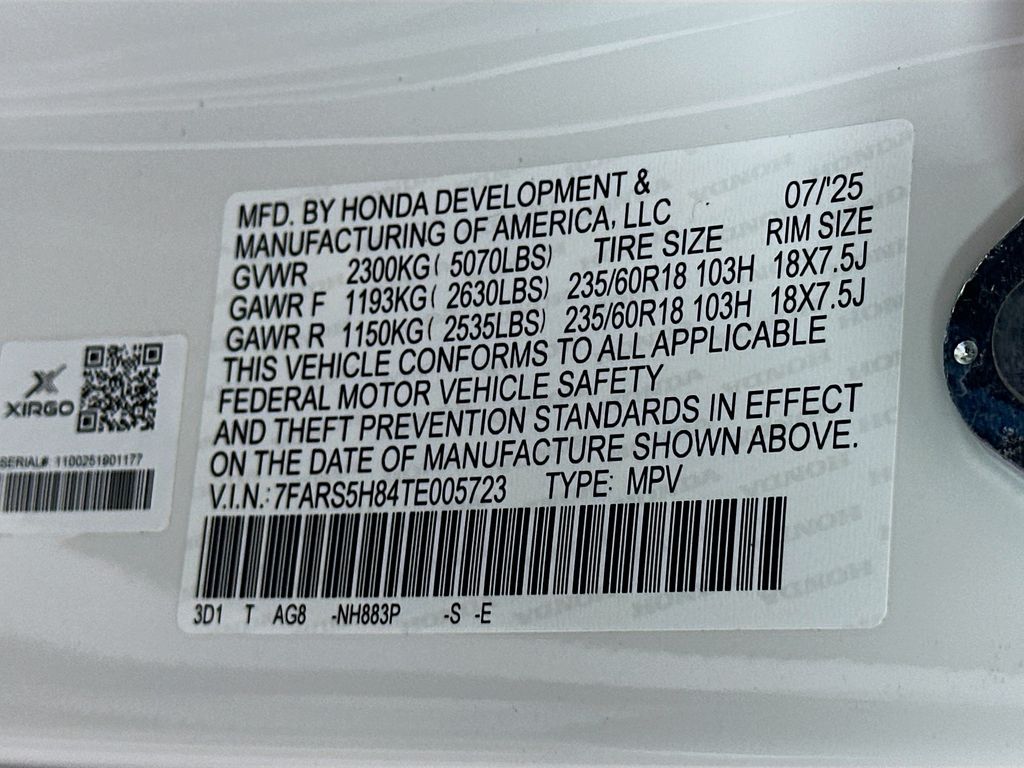 MFD. BY HONDA DEVELOPMENT &
MANUFACTURING OF AMERICA, LLC 07/'25
GVWR 2300KG( 5070LBS) TIRE SIZE RIM SIZE
GAWR F 1193KG( 2630LBS) 235/60R18 103H 18X7.5J
GAWR R 1150KG( 2535LBS) 235/60R18 103H 18X7.5J
THIS VEHICLE CONFORMS TO ALL APPLICABLE
FEDERAL MOTOR VEHICLE SAFETY
AND THEFT PREVENTION STANDARDS IN EFFECT
ON THE DATE OF MANUFACTURE SHOWN ABOVE.
V.I.N.: 7FARS5H84TE005723 TYPE: MPV
3D1 T AG8 -NH883P -S -E
XIRGO
SERIAL#: 1100251901177